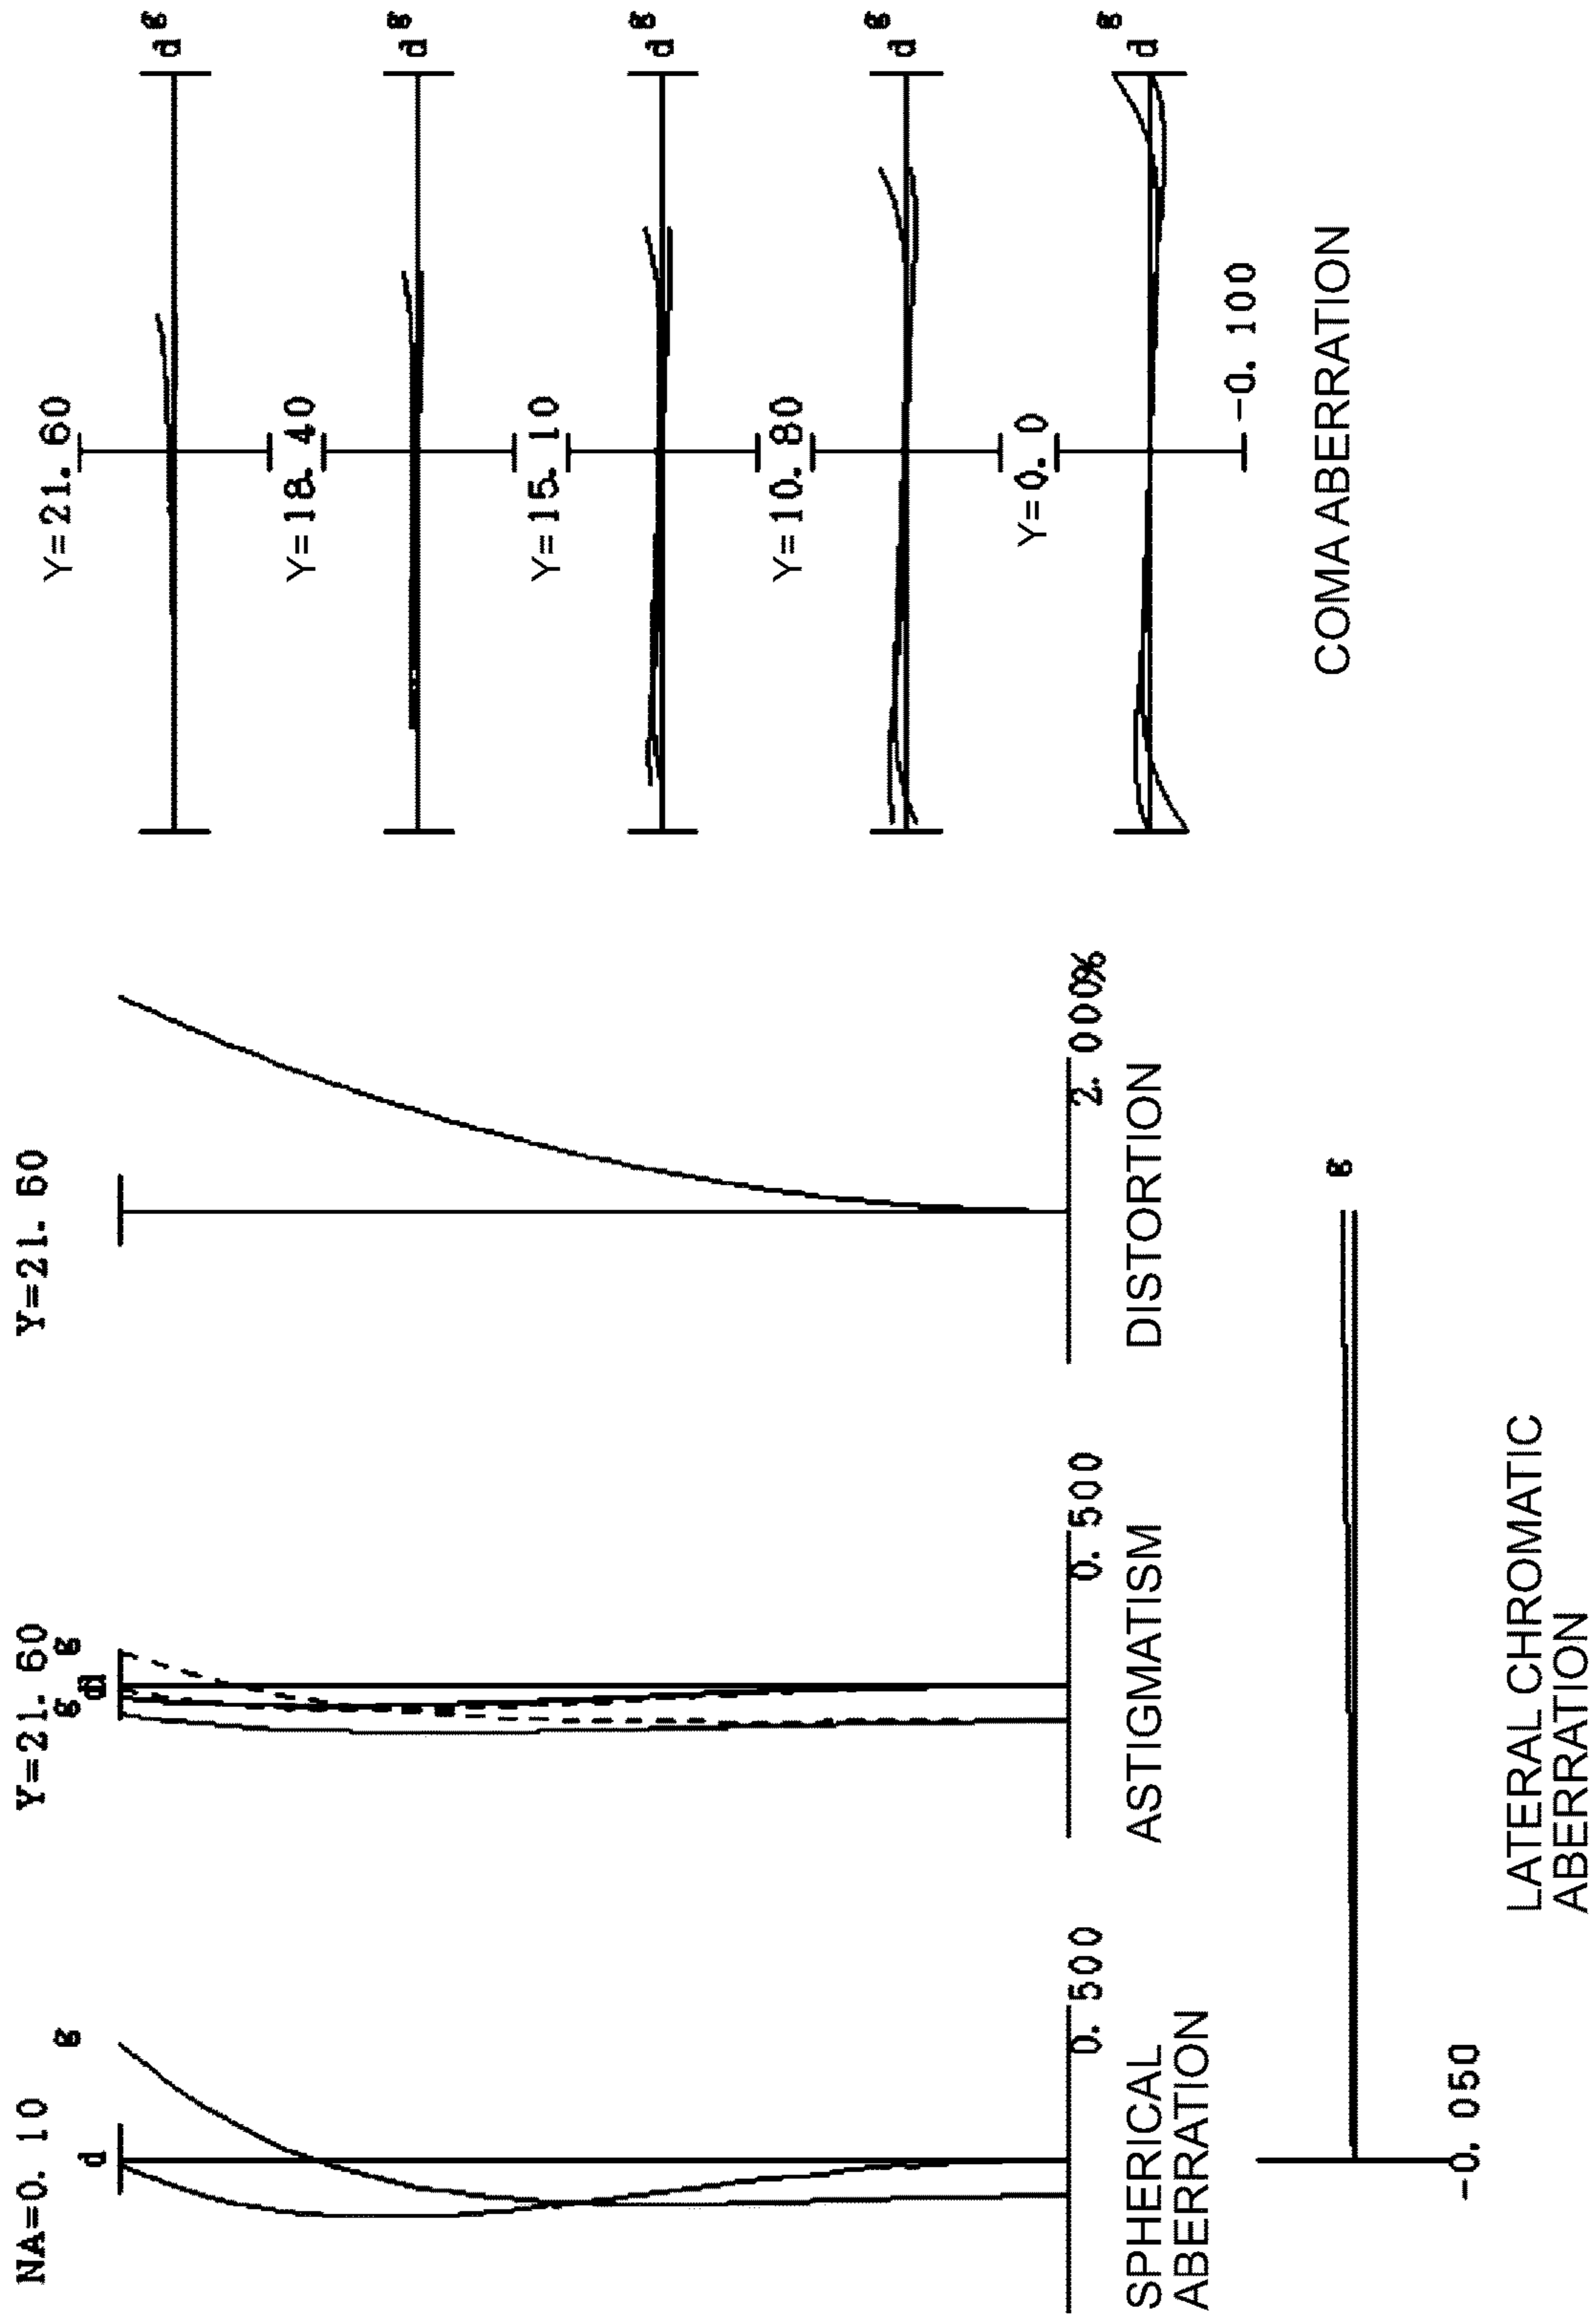 NA=0. 10
d
g
0. 500
SPHERICAL
ABERRATION
Y=21. 60
g
d
g
0. 500
ASTIGMATISM
Y=21. 60
2. 000%
DISTORTION
Y=21. 60
d
g
Y=18. 40
d
g
Y=15. 10
d
g
Y=10. 80
d
g
Y=0. 0
d
g
-0. 100
COMA ABERRATION
g
-0. 050
LATERAL CHROMATIC
ABERRATION